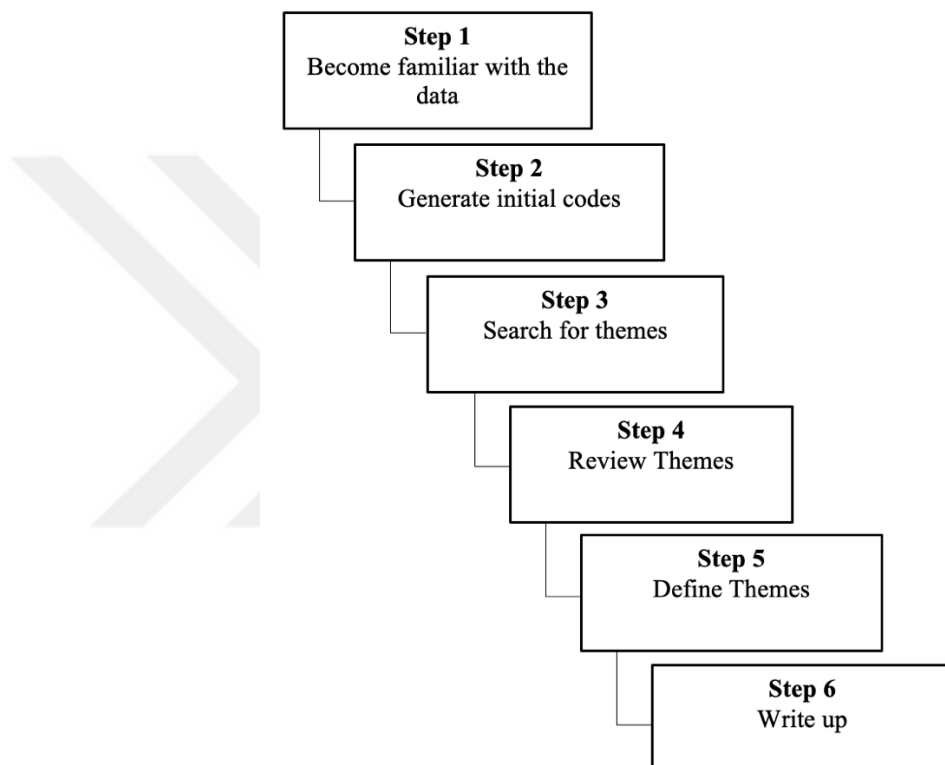 Step 1
Become familiar with the
data
Step 2
Generate initial codes
Step 3
Search for themes
Step 4
Review Themes
Step 5
Define Themes
Step 6
Write up